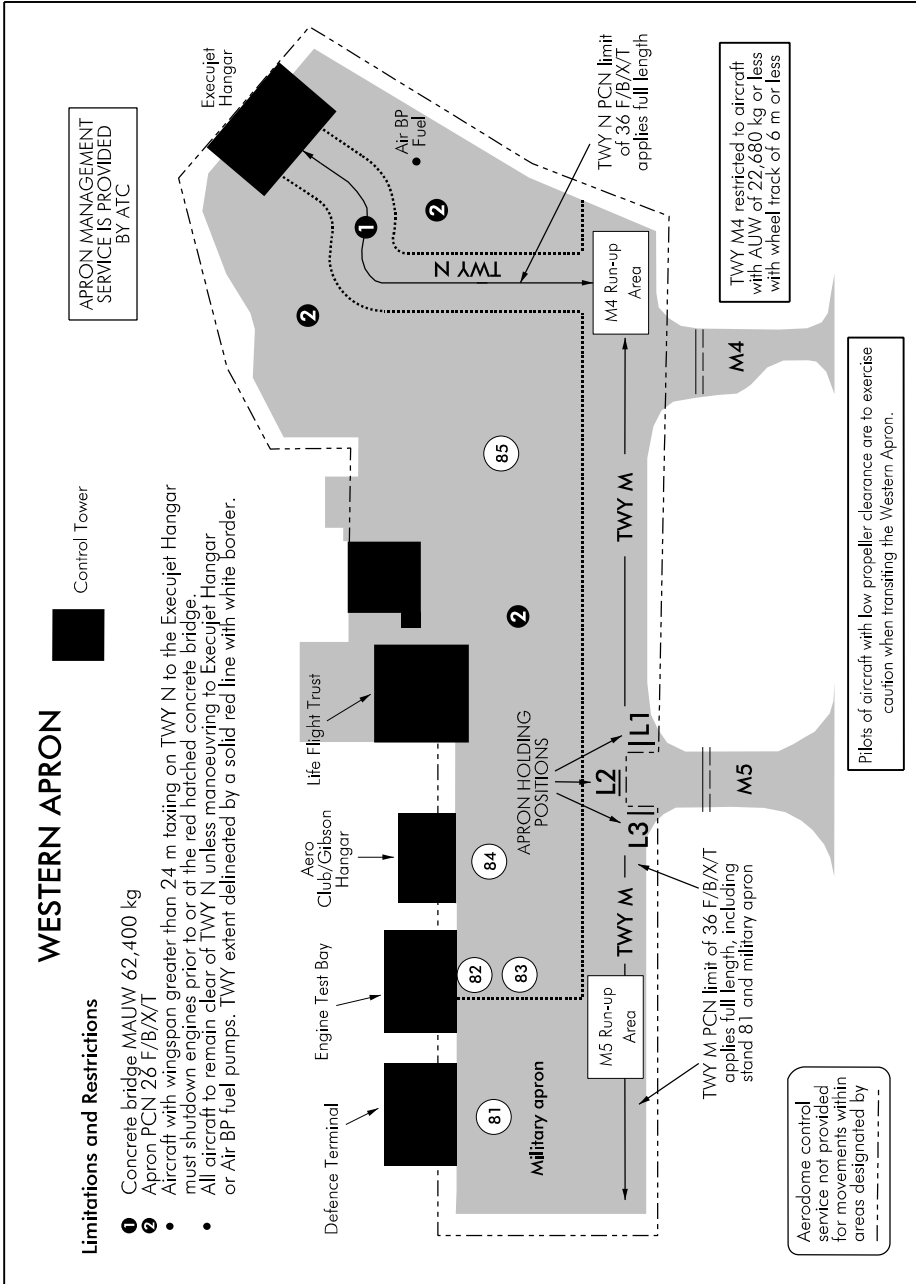 WESTERN APRON
Control Tower
APRON MANAGEMENT
SERVICE IS PROVIDED
BY ATC
Limitations and Restrictions
1 Concrete bridge MAUW 62,400 kg
2 Apron PCN 26 F/B/X/T
• Aircraft with wingspan greater than 24 m taxiing on TWY N to the Execujet Hangar
must shutdown engines prior to or at the red hatched concrete bridge.
• All aircraft to remain clear of TWY N unless manoeuvring to Execujet Hangar
or Air BP fuel pumps. TWY extent delineated by a solid red line with white border.
Defence Terminal
Engine Test Bay
Aero
Club/Gibson
Hangar
Life Flight Trust
Execujet
Hangar
Air BP
Fuel
1
2
2
2
81
82
83
84
85
Military apron
APRON HOLDING
POSITIONS
TWY N
TWY N PCN limit
of 36 F/B/X/T
applies full length
M5 Run-up
Area
TWY M
L3
L2
L1
TWY M
M4 Run-up
Area
TWY M PCN limit of 36 F/B/X/T
applies full length, including
stand 81 and military apron
M5
M4
TWY M4 restricted to aircraft
with AUW of 22,680 kg or less
with wheel track of 6 m or less
Aerodome control
service not provided
for movements within
areas designated by
Pilots of aircraft with low propeller clearance are to exercise
caution when transiting the Western Apron.